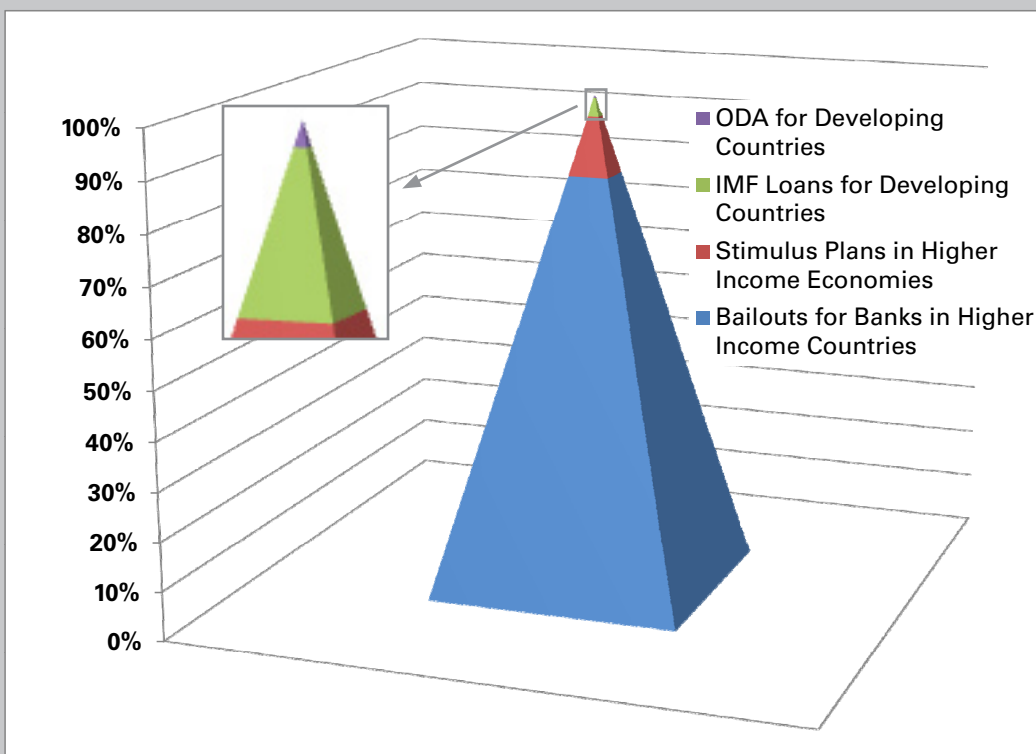 100%
90%
80%
70%
60%
50%
40%
30%
20%
10%
0%
ODA for Developing
Countries
IMF Loans for Developing
Countries
Stimulus Plans in Higher
Income Economies
Bailouts for Banks in Higher
Income Countries